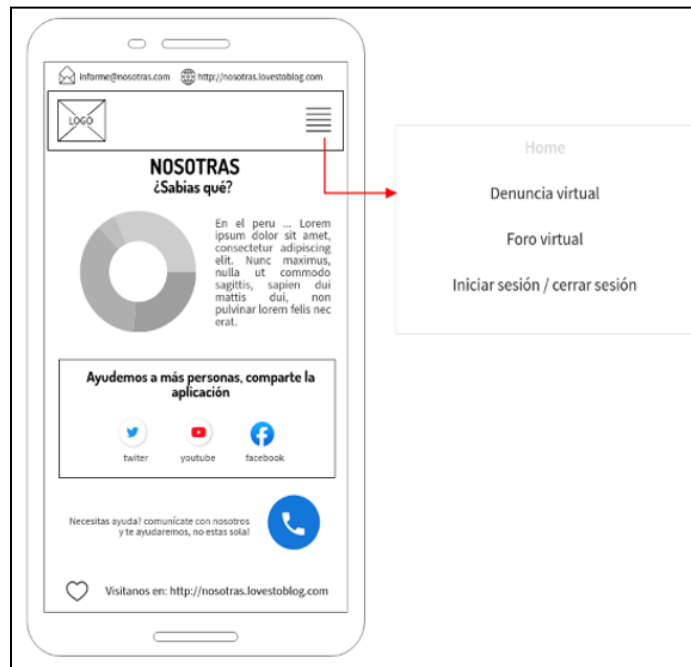 informe@nosotras.com http://nosotras.lovestoblog.com
LOGO
NOSOTRAS
¿Sabias qué?
En el peru ... Lorem
ipsum dolor sit amet,
consectetur adipiscing
elit. Nunc maximus,
nulla ut commodo
sagittis, sapien dui
mattis dui, non
pulvinar lorem felis nec
erat.
Ayudemos a más personas, comparte la
aplicación
twiter youtube facebook
Necesitas ayuda? comunícate con nosotros
y te ayudaremos, no estas sola!
Visitanos en: http://nosotras.lovestoblog.com
Home
Denuncia virtual
Foro virtual
Iniciar sesión / cerrar sesión